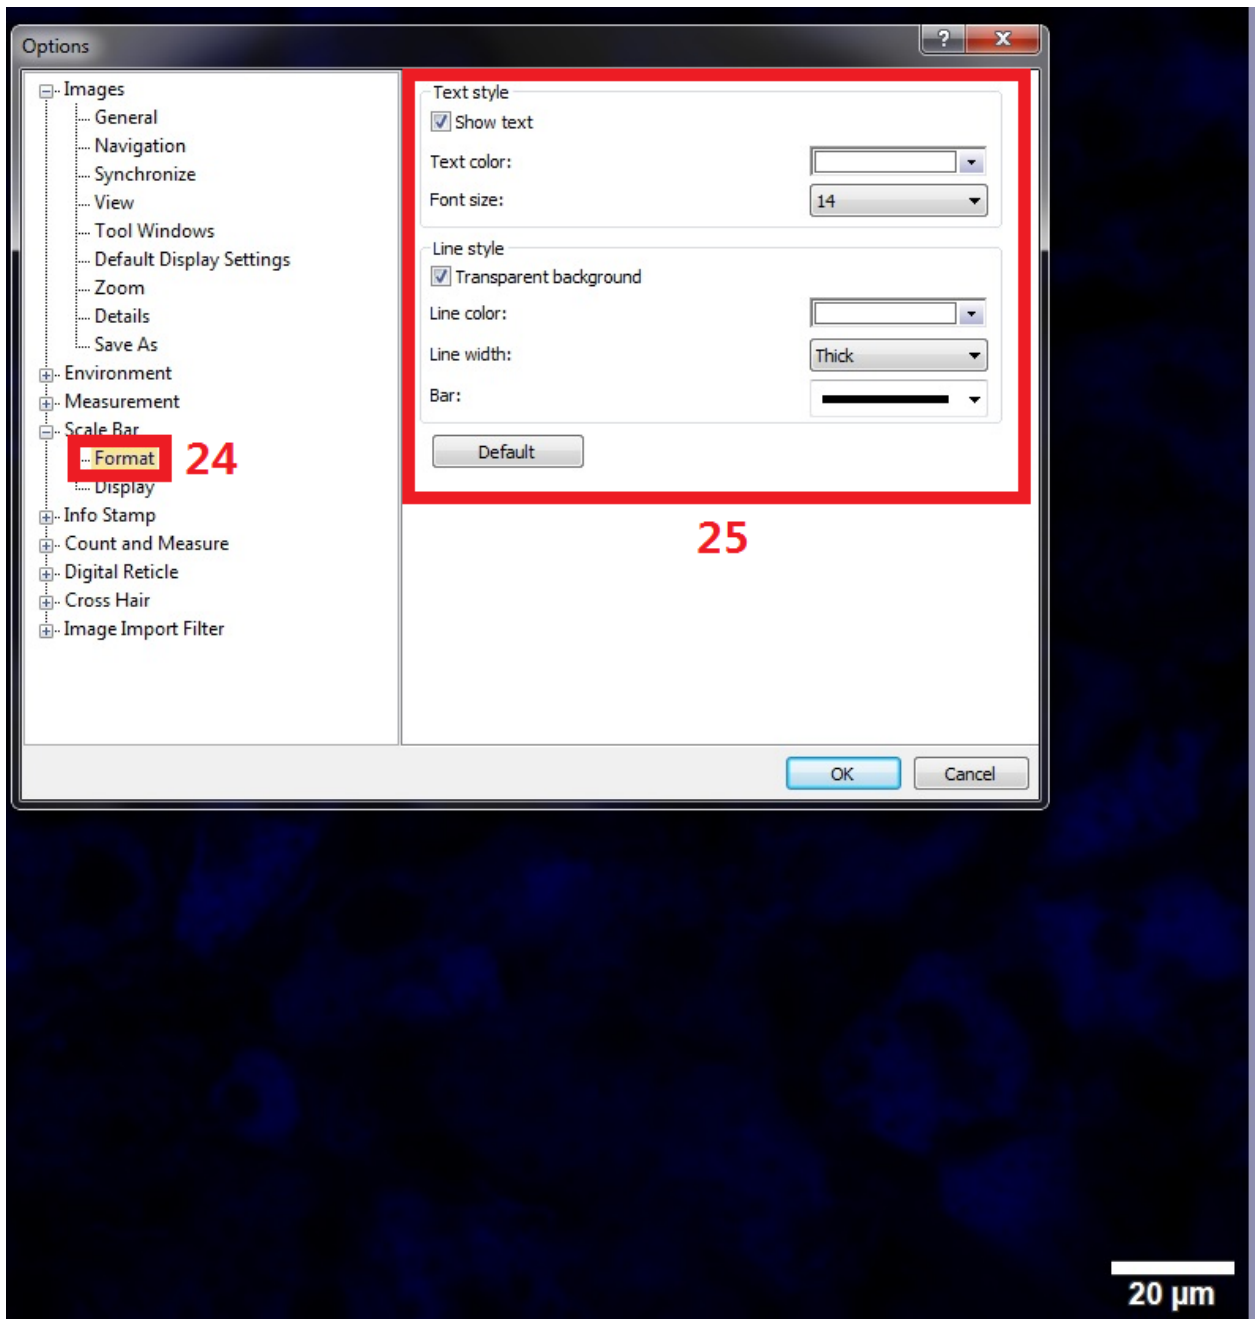 Options
?
X
Images
General
Navigation
Synchronize
View
Tool Windows
Default Display Settings
Zoom
Details
Save As
Environment
Measurement
Scale Bar
Format
24
Display
Info Stamp
Count and Measure
Digital Reticle
Cross Hair
Image Import Filter
Text style
Show text
Text color:
Font size: 14
Line style
Transparent background
Line color:
Line width: Thick
Bar:
Default
25
OK Cancel
20 µm